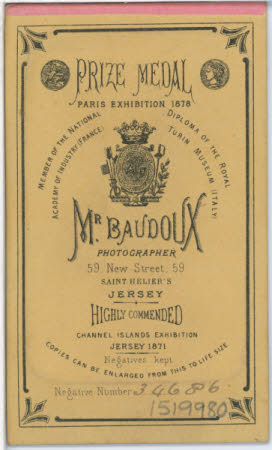 PRIZE MEDAL
PARIS EXHIBITION 1878
MEMBER OF THE NATIONAL
ACADEMY OF INDUSTRY (FRANCE)
DIPLOMA OF THE ROYAL
TURIN MUSEUM (ITALY)
MR BAUDOUX
PHOTOGRAPHER
59 New Street, 59
SAINT HELIER'S
JERSEY
HIGHLY COMMENDED
CHANNEL ISLANDS EXHIBITION
JERSEY 1871
Negatives kept
COPIES CAN BE ENLARGED FROM THIS TO LIFE SIZE
Negative Number 34686
1519980